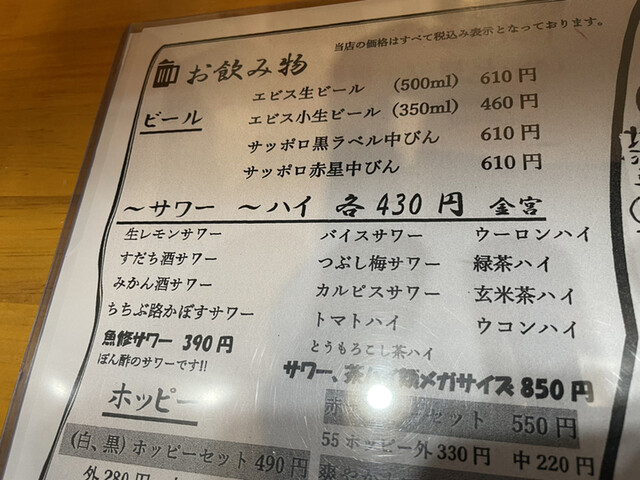 当店の価格はすべて税込み表示となっております。
お飲み物
ビール
エビス生ビール (500ml) 610円
エビス小生ビール (350ml) 460円
サッポロ黒ラベル中びん 610円
サッポロ赤星中びん 610円
〜サワー 〜ハイ 各430円 金宮
生レモンサワー
すだち酒サワー
みかん酒サワー
ちちぶ路かぼすサワー
魚修サワー 390円
ぽん酢のサワーです!!
バイスサワー
つぶし梅サワー
カルピスサワー
トマトハイ
とうもろこし茶ハイ
ウーロンハイ
緑茶ハイ
玄米茶ハイ
ウコンハイ
サワー、茶 メガサイズ 850円
ホッピー
(白、黒)ホッピーセット 490円
外280円
セット 550円
55ホッピー外330円 中220円